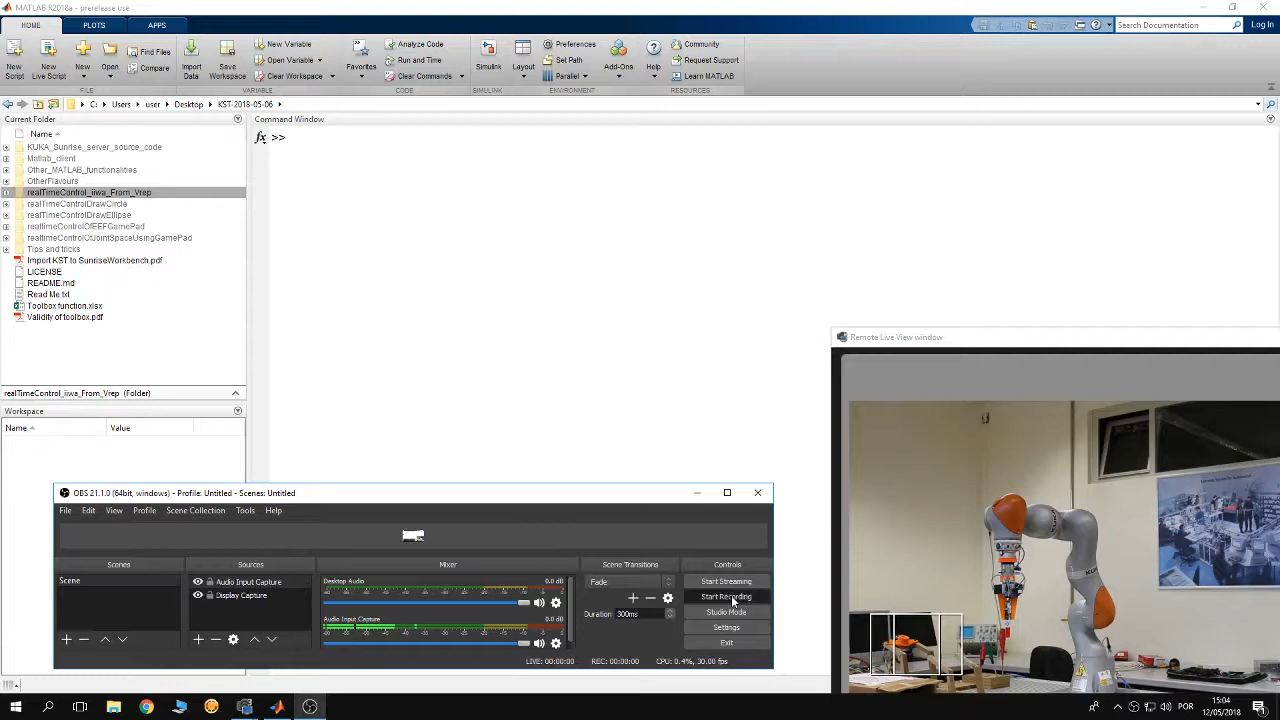 MATLAB R2018a - prerelease use
HOME PLOTS APPS Search Documentation Log In
New Script New Live Script New Open Find Files Compare Import Data Save Workspace New Variable Open Variable Clear Workspace Favorites Analyze Code Run and Time Clear Commands Simulink Layout Preferences Set Path Parallel Add-Ons Help Community Request Support Learn MATLAB
FILE VARIABLE CODE SIMULINK ENVIRONMENT RESOURCES
C: Users user Desktop KST-2018-05-06
Current Folder
Name
KUKA_Sunrise_server_source_code
Matlab_client
Other_MATLAB_functionalities
OtherFlavours
realTimeControl_iiwa_From_Vrep
realTimeControlDrawCircle
realTimeControlDrawEllipse
realtimeControlOfEEFGamePad
realtimeControlOfJointSpaceUsingGamePad
Tips and tricks
Import KST to SunriseWorkbench.pdf
LICENSE
README.md
Read Me.txt
Toolbox function.xlsx
Validity of toolbox.pdf
realTimeControl_iiwa_From_Vrep (Folder)
Workspace
Name Value
Command Window
fx >>
Remote Live View window
OBS 21.1.0 (64bit, windows) - Profile: Untitled - Scenes: Untitled
File Edit View Profile Scene Collection Tools Help
Scenes Sources Mixer Scene Transitions Controls
Scene
Audio Input Capture
Display Capture
Desktop Audio 0.0 dB
Audio Input Capture 0.0 dB
Fade
Duration 300ms
Start Streaming
Start Recording
Studio Mode
Settings
Exit
LIVE: 00:00:00 REC: 00:00:00 CPU: 0.4%, 30.00 fps
POR 15:04
12/05/2018